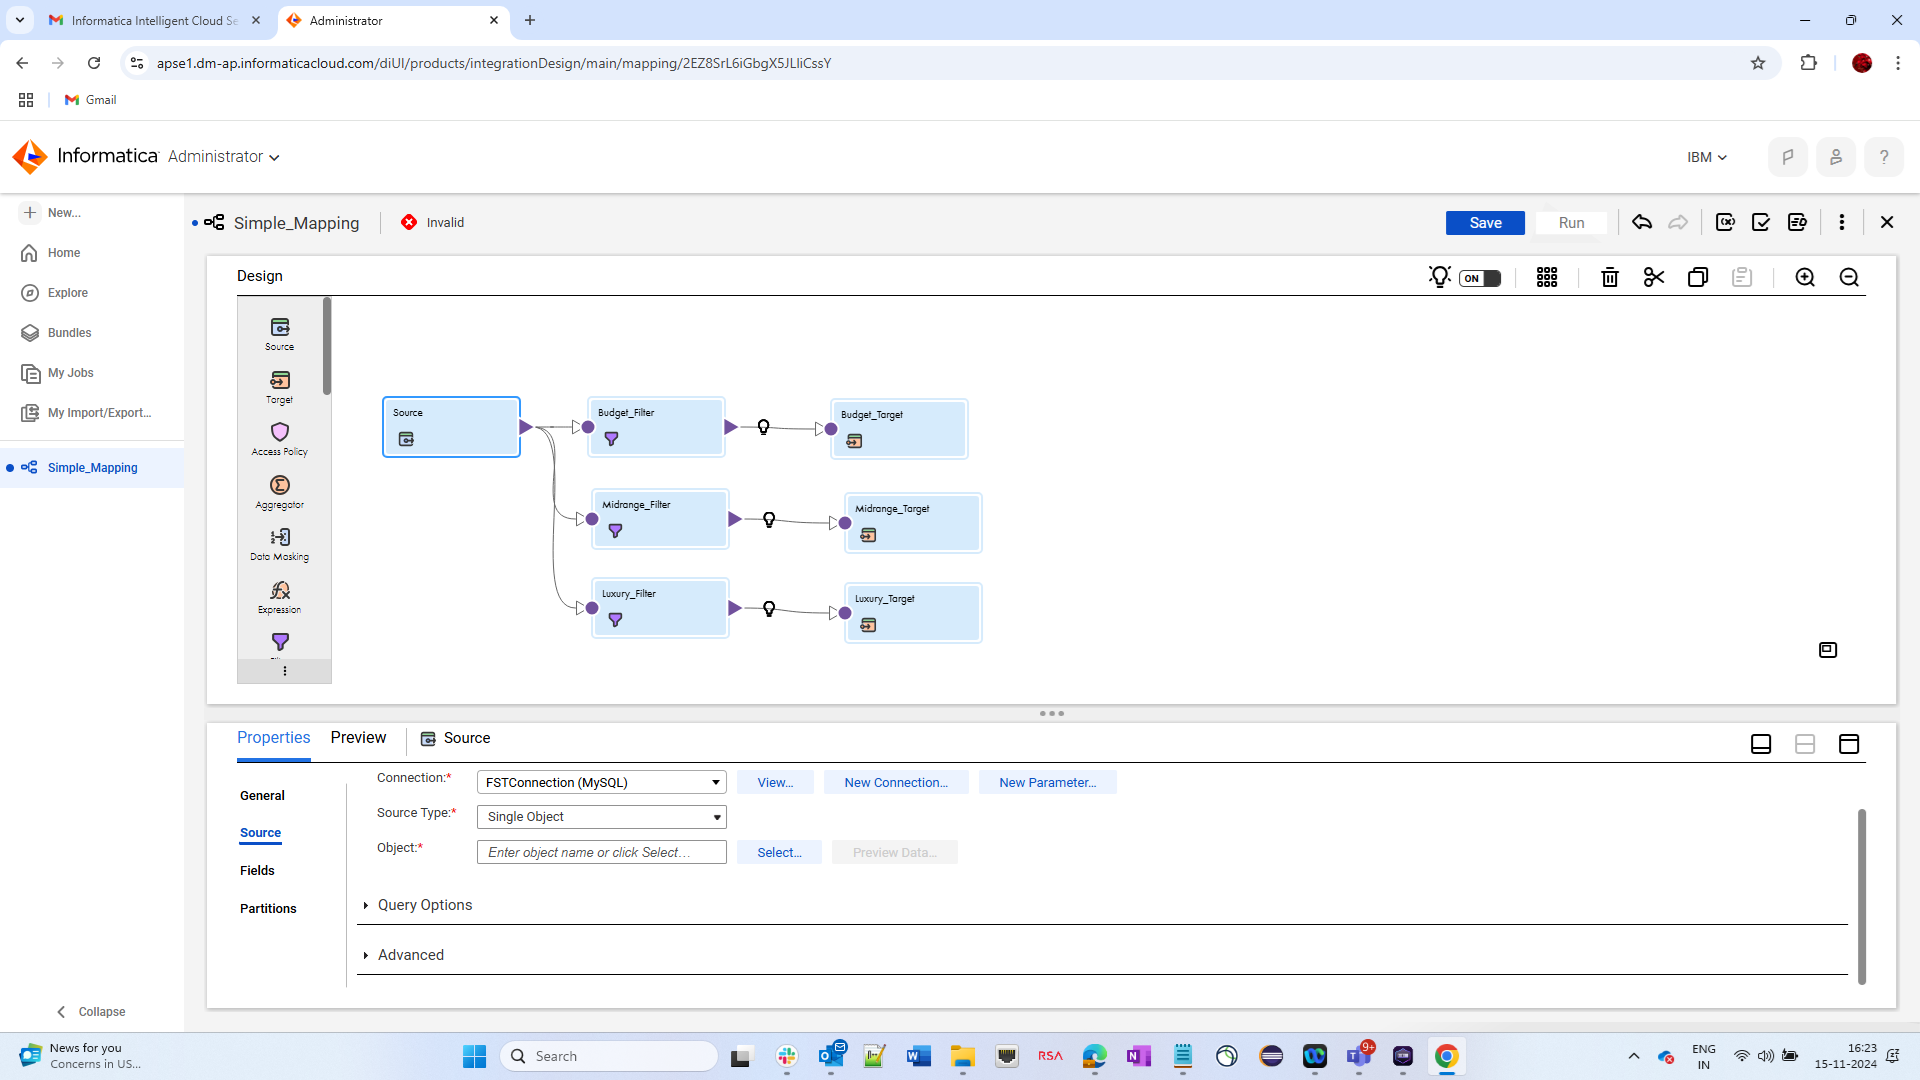 Informatica Intelligent Cloud Se
Administrator
apse1.dm-ap.informaticacloud.com/diUI/products/integrationDesign/main/mapping/2EZ8SrL6iGbgX5JLliCssY
Gmail
Informatica Administrator
IBM
?
New...
Home
Explore
Bundles
My Jobs
My Import/Export...
Simple_Mapping
Collapse
Simple_Mapping
Invalid
Save
Run
Design
ON
Source
Target
Access Policy
Aggregator
Data Masking
Expression
Source
Budget_Filter
Budget_Target
Midrange_Filter
Midrange_Target
Luxury_Filter
Luxury_Target
Properties
Preview
Source
General
Source
Fields
Partitions
Connection:*
FSTConnection (MySQL)
View...
New Connection...
New Parameter...
Source Type:*
Single Object
Object:*
Enter object name or click Select...
Select...
Preview Data...
Query Options
Advanced
News for you
Concerns in US...
Search
RSA
9+
ENG
IN
16:23
15-11-2024